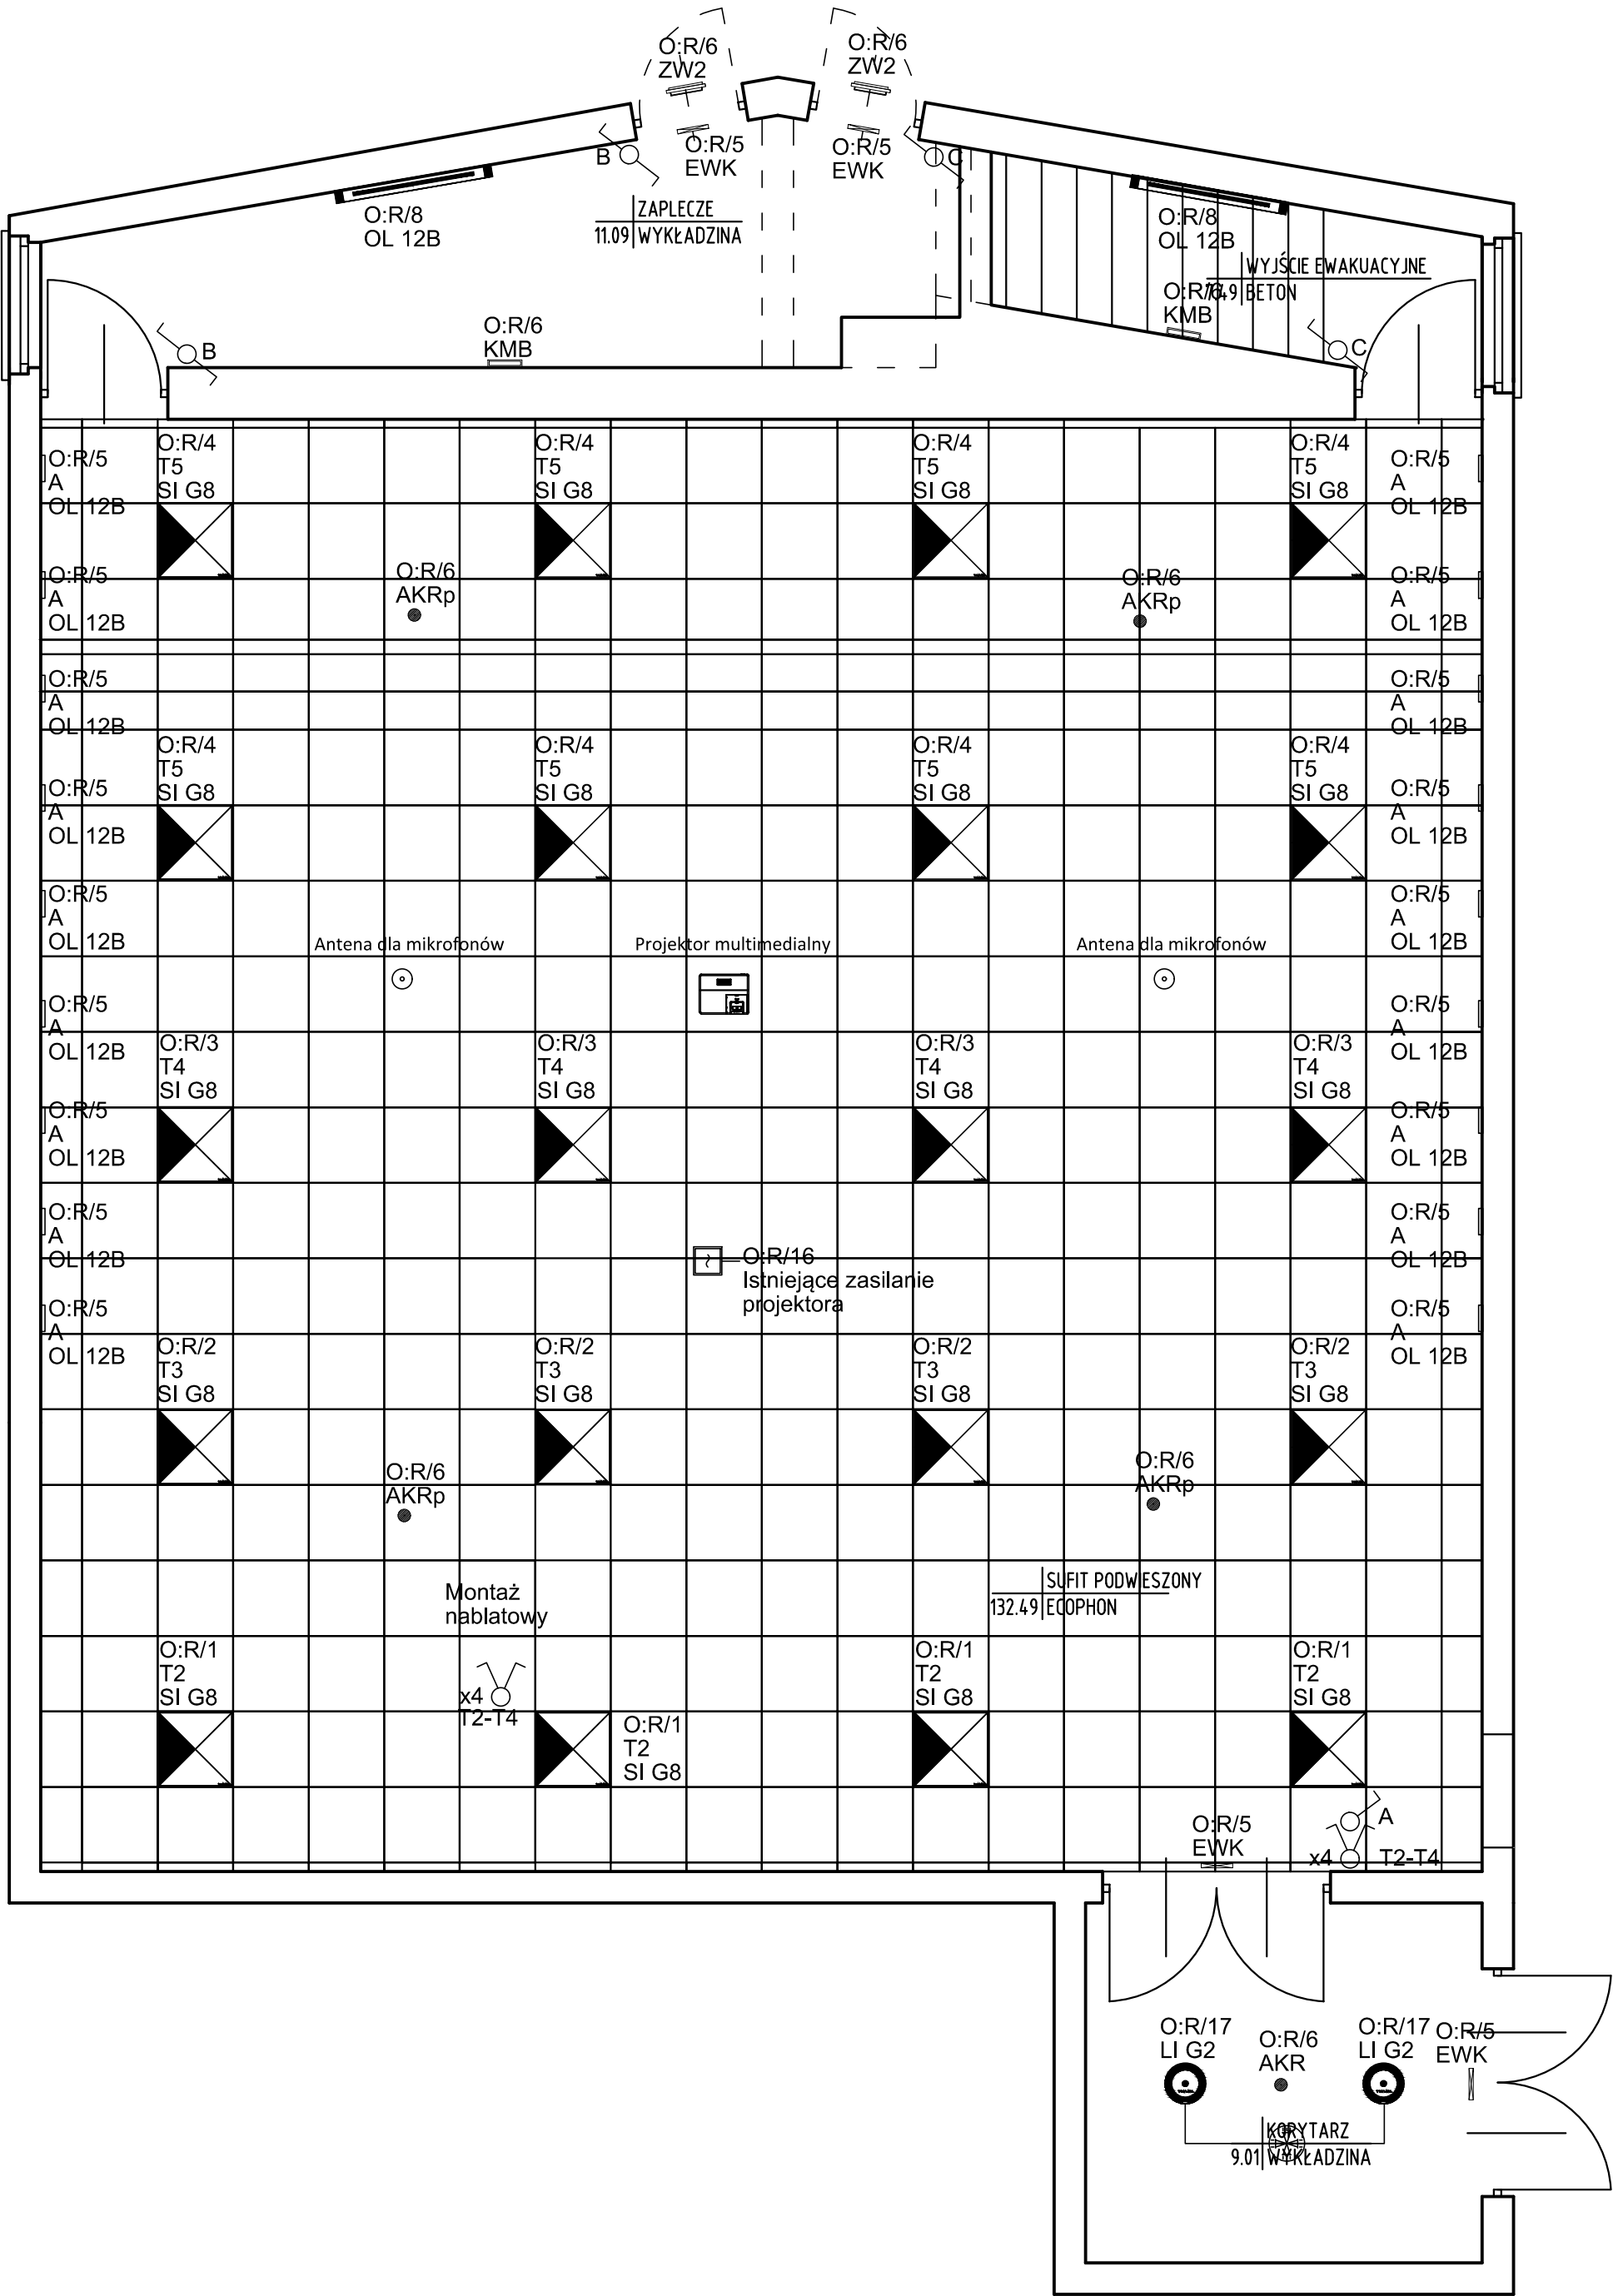 O:R/6
ZW2
O:R/6
ZW2
B
O:R/5
EWK
O:R/5
EWK
C
O:R/8
OL 12B
ZAPLECZE
11.09 WYKŁADZINA
O:R/8
OL 12B
WYJŚCIE EWAKUACYJNE
BETON
O:R/6
KMB
KMB
B
C
O:R/5
A
OL 12B
O:R/4
T5
SI G8
O:R/4
T5
SI G8
O:R/4
T5
SI G8
O:R/4
T5
SI G8
O:R/5
A
OL 12B
O:R/5
A
OL 12B
O:R/6
AKRp
O:R/6
AKRp
O:R/5
A
OL 12B
O:R/5
A
OL 12B
O:R/5
A
OL 12B
O:R/4
T5
SI G8
O:R/4
T5
SI G8
O:R/4
T5
SI G8
O:R/4
T5
SI G8
O:R/5
A
OL 12B
O:R/5
A
OL 12B
O:R/5
A
OL 12B
O:R/5
A
OL 12B
Antena dla mikrofonów
Projektor multimedialny
Antena dla mikrofonów
O:R/5
A
OL 12B
O:R/5
A
OL 12B
O:R/3
T4
SI G8
O:R/3
T4
SI G8
O:R/3
T4
SI G8
O:R/3
T4
SI G8
O:R/5
A
OL 12B
O:R/5
A
OL 12B
O:R/5
A
OL 12B
O:R/5
A
OL 12B
O:R/16
Istniejące zasilanie
projektora
O:R/5
A
OL 12B
O:R/5
A
OL 12B
O:R/2
T3
SI G8
O:R/2
T3
SI G8
O:R/2
T3
SI G8
O:R/2
T3
SI G8
O:R/6
AKRp
O:R/6
AKRp
Montaż
nablatowy
SUFIT PODWIESZONY
132.49 ECOPHON
O:R/1
T2
SI G8
x4
T2-T4
O:R/1
T2
SI G8
O:R/1
T2
SI G8
O:R/1
T2
SI G8
O:R/5
EWK
A
x4 T2-T4
O:R/17
LI G2
O:R/6
AKR
O:R/17
LI G2
O:R/5
EWK
KORYTARZ
9.01 WYKŁADZINA